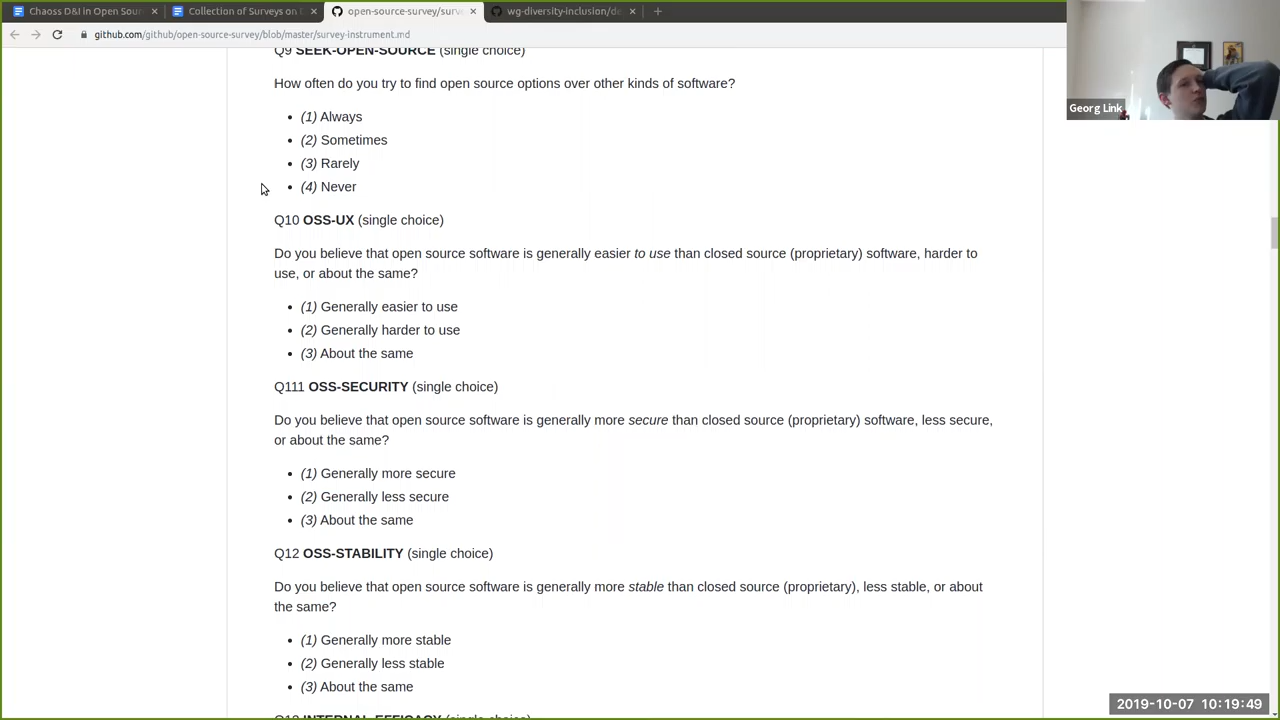 Chaoss D&I in Open Sour
Collection of Surveys on D
open-source-survey/surve
wg-diversity-inclusion/de
github.com/github/open-source-survey/blob/master/survey-instrument.md
Georg Link
Q9 SEEK-OPEN-SOURCE (single choice)
How often do you try to find open source options over other kinds of software?
(1) Always
(2) Sometimes
(3) Rarely
(4) Never
Q10 OSS-UX (single choice)
Do you believe that open source software is generally easier to use than closed source (proprietary) software, harder to
use, or about the same?
(1) Generally easier to use
(2) Generally harder to use
(3) About the same
Q111 OSS-SECURITY (single choice)
Do you believe that open source software is generally more secure than closed source (proprietary) software, less secure,
or about the same?
(1) Generally more secure
(2) Generally less secure
(3) About the same
Q12 OSS-STABILITY (single choice)
Do you believe that open source software is generally more stable than closed source (proprietary), less stable, or about
the same?
(1) Generally more stable
(2) Generally less stable
(3) About the same
INTERNAL-EFFICACY (single choice)
2019-10-07 10:19:49